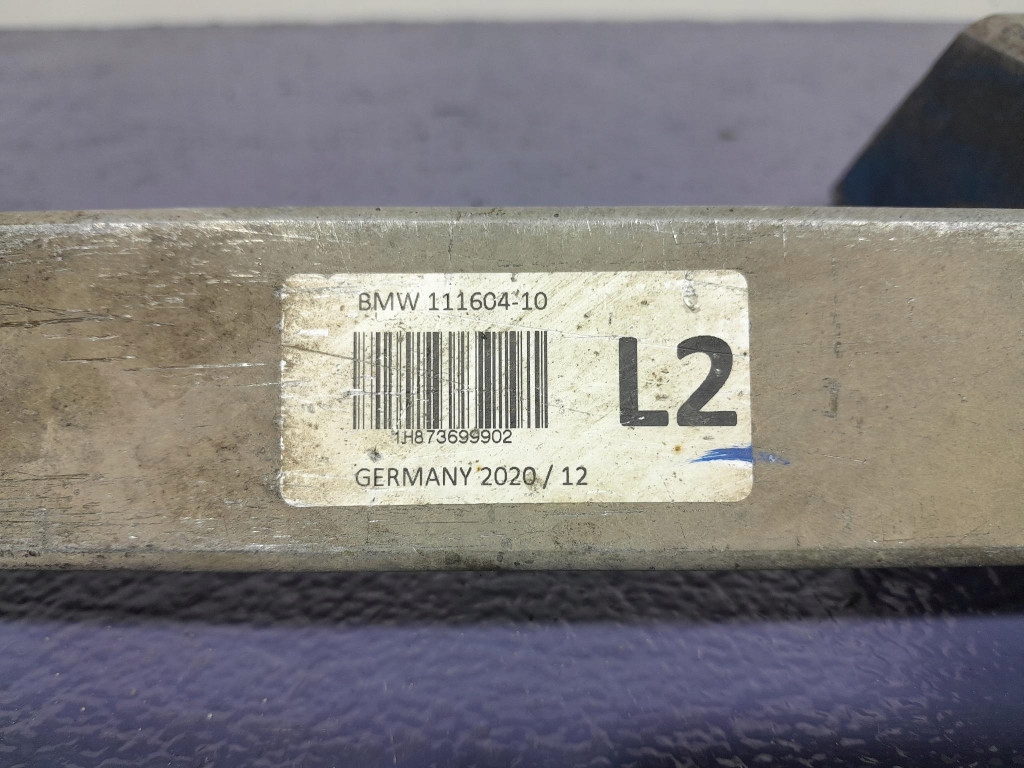 BMW 111604-10
L2
1H873699902
GERMANY 2020 / 12